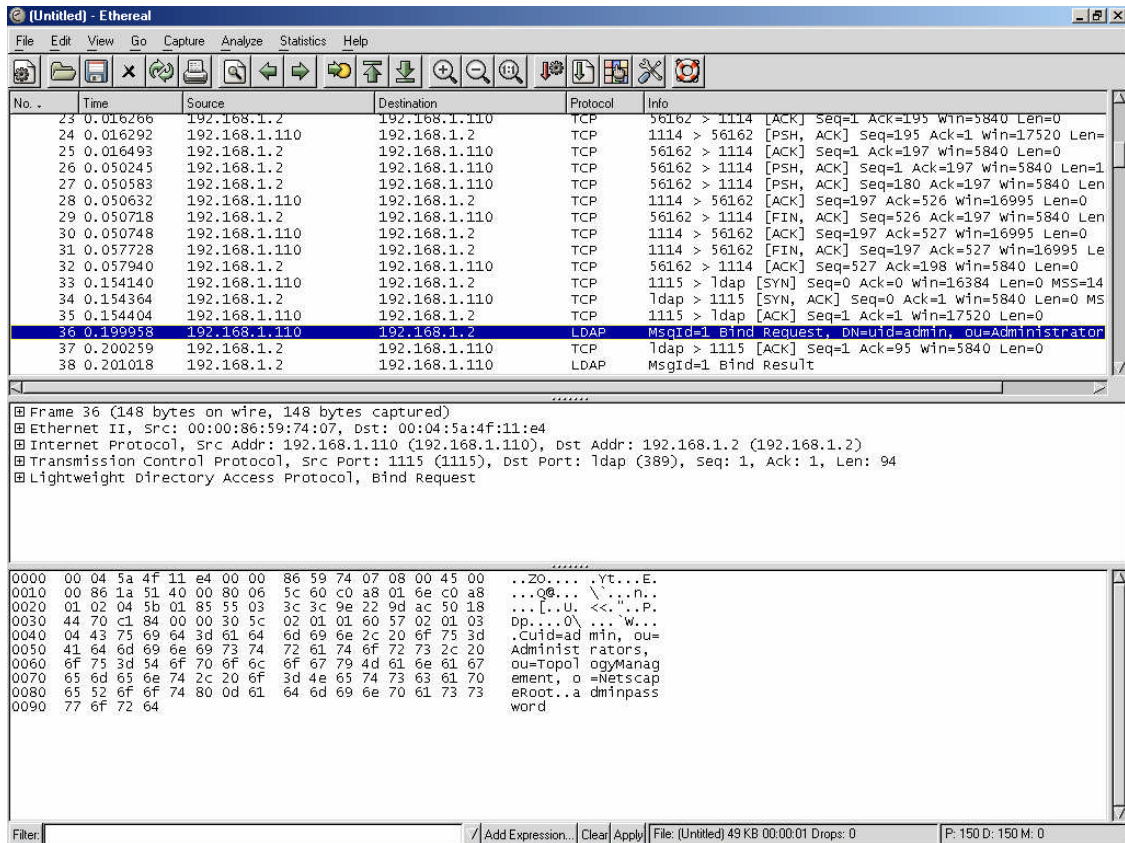 (Untitled) - Ethereal
File Edit View Go Capture Analyze Statistics Help
No. . Time Source Destination Protocol Info
23 0.016266 192.168.1.2 192.168.1.110 TCP 56162 > 1114 [ACK] Seq=1 Ack=195 Win=5840 Len=0
24 0.016292 192.168.1.110 192.168.1.2 TCP 1114 > 56162 [PSH, ACK] Seq=195 Ack=1 Win=17520 Len=
25 0.016493 192.168.1.2 192.168.1.110 TCP 56162 > 1114 [ACK] Seq=1 Ack=197 Win=5840 Len=0
26 0.050245 192.168.1.2 192.168.1.110 TCP 56162 > 1114 [PSH, ACK] Seq=1 Ack=197 Win=5840 Len=1
27 0.050583 192.168.1.2 192.168.1.110 TCP 56162 > 1114 [PSH, ACK] Seq=180 Ack=197 Win=5840 Len
28 0.050632 192.168.1.110 192.168.1.2 TCP 1114 > 56162 [ACK] Seq=197 Ack=526 Win=16995 Len=0
29 0.050718 192.168.1.2 192.168.1.110 TCP 56162 > 1114 [FIN, ACK] Seq=526 Ack=197 Win=5840 Len
30 0.050748 192.168.1.110 192.168.1.2 TCP 1114 > 56162 [ACK] Seq=197 Ack=527 Win=16995 Len=0
31 0.057728 192.168.1.110 192.168.1.2 TCP 1114 > 56162 [FIN, ACK] Seq=197 Ack=527 Win=16995 Le
32 0.057940 192.168.1.2 192.168.1.110 TCP 56162 > 1114 [ACK] Seq=527 Ack=198 Win=5840 Len=0
33 0.154140 192.168.1.110 192.168.1.2 TCP 1115 > ldap [SYN] Seq=0 Ack=0 Win=16384 Len=0 MSS=14
34 0.154364 192.168.1.2 192.168.1.110 TCP ldap > 1115 [SYN, ACK] Seq=0 Ack=1 Win=5840 Len=0 MS
35 0.154404 192.168.1.110 192.168.1.2 TCP 1115 > ldap [ACK] Seq=1 Ack=1 Win=17520 Len=0
36 0.199958 192.168.1.110 192.168.1.2 LDAP MsgId=1 Bind Request, DN=uid=admin, ou=Administrator
37 0.200259 192.168.1.2 192.168.1.110 TCP ldap > 1115 [ACK] Seq=1 Ack=95 Win=5840 Len=0
38 0.201018 192.168.1.2 192.168.1.110 LDAP MsgId=1 Bind Result
Frame 36 (148 bytes on wire, 148 bytes captured)
Ethernet II, Src: 00:00:86:59:74:07, Dst: 00:04:5a:4f:11:e4
Internet Protocol, Src Addr: 192.168.1.110 (192.168.1.110), Dst Addr: 192.168.1.2 (192.168.1.2)
Transmission Control Protocol, Src Port: 1115 (1115), Dst Port: ldap (389), Seq: 1, Ack: 1, Len: 94
Lightweight Directory Access Protocol, Bind Request
0000 00 04 5a 4f 11 e4 00 00 86 59 74 07 08 00 45 00 ..ZO.... .Yt...E.
0010 00 86 1a 51 40 00 80 06 5c 60 c0 a8 01 6e c0 a8 ...Q@... \`...n..
0020 01 02 04 5b 01 85 55 03 3c 3c 9e 22 9d ac 50 18 ...[..U. <<."..P.
0030 44 70 c1 84 00 00 30 5c 02 01 01 60 57 02 01 03 Dp....0\ ...`W...
0040 04 43 75 69 64 3d 61 64 6d 69 6e 2c 20 6f 75 3d .Cuid=ad min, ou=
0050 41 64 6d 69 6e 69 73 74 72 61 74 6f 72 73 2c 20 Administ rators,
0060 6f 75 3d 54 6f 70 6f 6c 6f 67 79 4d 61 6e 61 67 ou=Topol ogyManag
0070 65 6d 65 6e 74 2c 20 6f 3d 4e 65 74 73 63 61 70 ement, o =Netscap
0080 65 52 6f 6f 74 80 0d 61 64 6d 69 6e 70 61 73 73 eRoot..a dminpass
0090 77 6f 72 64 word
Filter: Add Expression... Clear Apply File: (Untitled) 49 KB 00:00:01 Drops: 0 P: 150 D: 150 M: 0